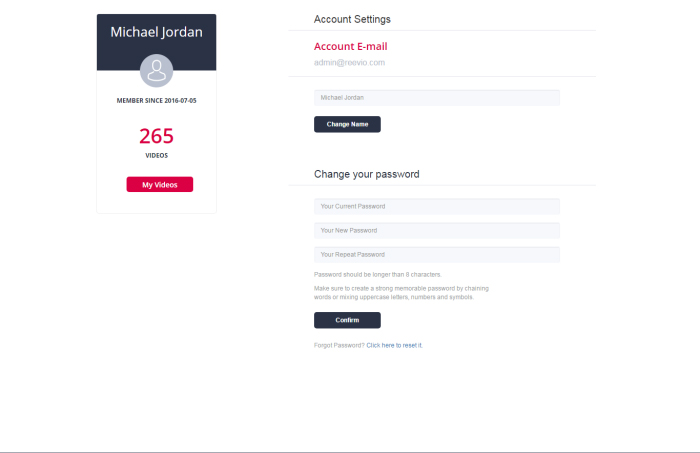 Michael Jordan
MEMBER SINCE 2016-07-05
265
VIDEOS
My Videos
Account Settings
Account E-mail
admin@reevio.com
Michael Jordan
Change Name
Change your password
Your Current Password
Your New Password
Your Repeat Password
Password should be longer than 8 characters.
Make sure to create a strong memorable password by chaining
words or mixing uppercase letters, numbers and symbols.
Confirm
Forgot Password? Click here to reset it.